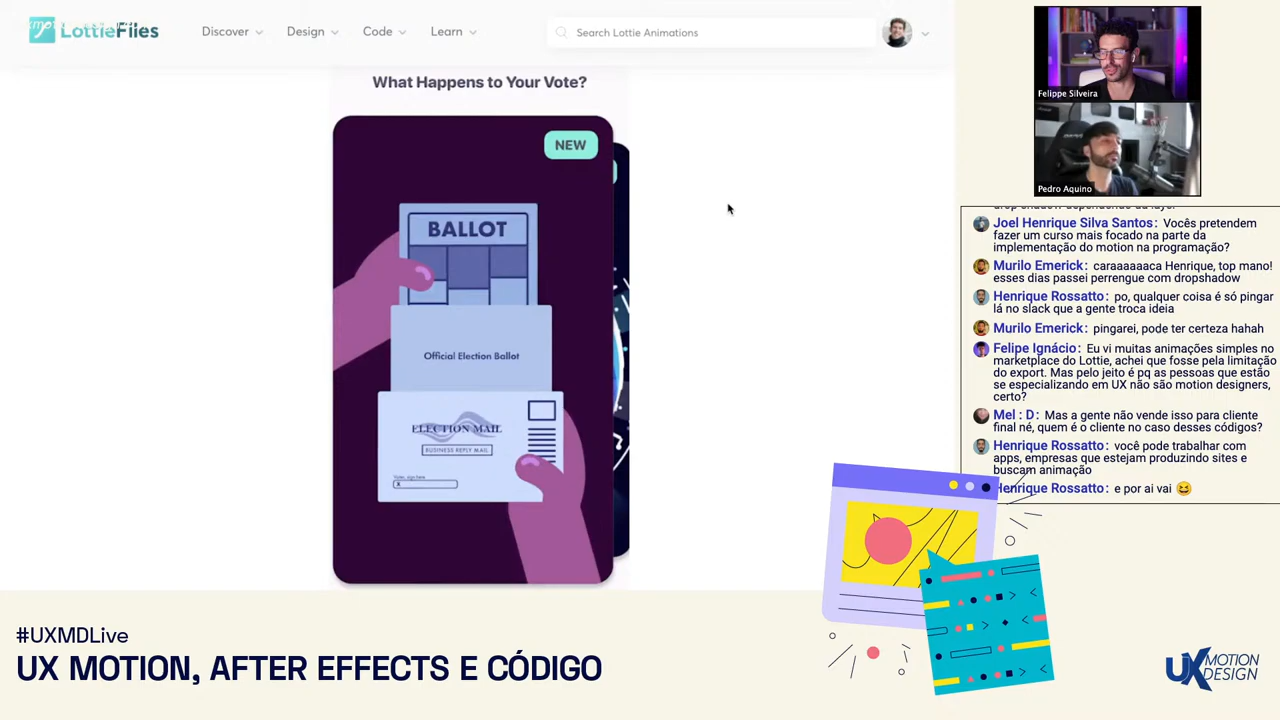 LottieFiles
Discover
Design
Code
Learn
Search Lottie Animations
What Happens to Your Vote?
NEW
BALLOT
Official Election Ballot
ELECTION MAIL
BUSINESS REPLY MAIL
Voter, sign here
X
Felippe Silveira
Pedro Aquino
Joel Henrique Silva Santos: Vocês pretendem
fazer um curso mais focado na parte da
implementação do motion na programação?
Murilo Emerick: caraaaaaaca Henrique, top mano!
esses dias passei perrengue com dropshadow
Henrique Rossatto: po, qualquer coisa é só pingar
lá no slack que a gente troca ideia
Murilo Emerick: pingarei, pode ter certeza hahah
Felipe Ignácio: Eu vi muitas animações simples no
marketplace do Lottie, achei que fosse pela limitação
do export. Mas pelo jeito é pq as pessoas que estão
se especializando em UX não são motion designers,
certo?
Mel : D: Mas a gente não vende isso para cliente
final né, quem é o cliente no caso desses códigos?
Henrique Rossatto: você pode trabalhar com
apps, empresas que estejam produzindo sites e
buscam animação
Henrique Rossatto: e por ai vai 😆
#UXMDLive
UX MOTION, AFTER EFFECTS E CÓDIGO
UX MOTION
DESIGN